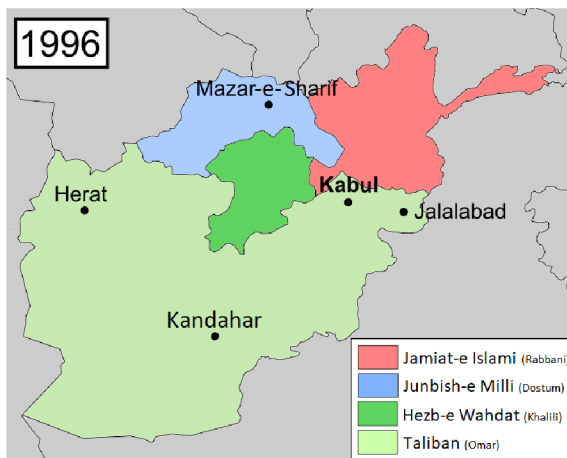 1996
Mazar-e-Sharif
Herat
Kabul
Jalalabad
Kandahar
Jamiat-e Islami (Rabbani)
Junbish-e Milli (Dostum)
Hezb-e Wahdat (Khalili)
Taliban (Omar)